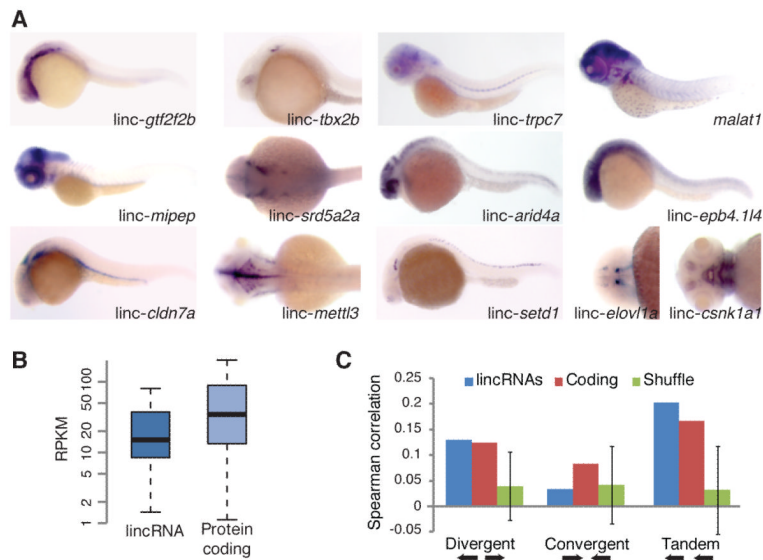 A
linc-gtf2f2b
linc-tbx2b
linc-trpc7
malat1
linc-mipep
linc-srd5a2a
linc-arid4a
linc-epb4.1l4
linc-cldn7a
linc-mettl3
linc-setd1
linc-elovl1a
linc-csnk1a1
B
RPKM
100
50
20
10
5
2
1
lincRNA
Protein
coding
C
lincRNAs Coding Shuffle
Spearman correlation
0.25
0.2
0.15
0.1
0.05
0
-0.05
Divergent Convergent Tandem